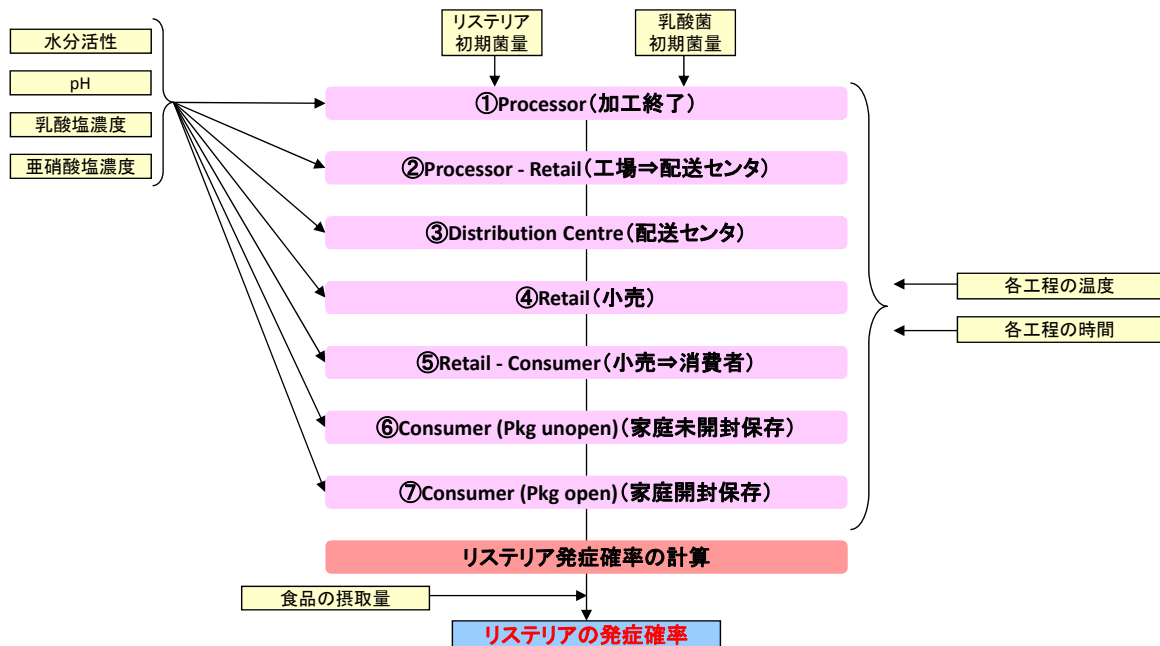 リステリア
初期菌量
乳酸菌
初期菌量
水分活性
pH
乳酸塩濃度
亜硝酸塩濃度
①Processor（加工終了）
②Processor - Retail（工場⇒配送センタ）
③Distribution Centre（配送センタ）
④Retail（小売）
⑤Retail - Consumer（小売⇒消費者）
⑥Consumer (Pkg unopen)（家庭未開封保存）
⑦Consumer (Pkg open)（家庭開封保存）
各工程の温度
各工程の時間
リステリア発症確率の計算
食品の摂取量
リステリアの発症確率